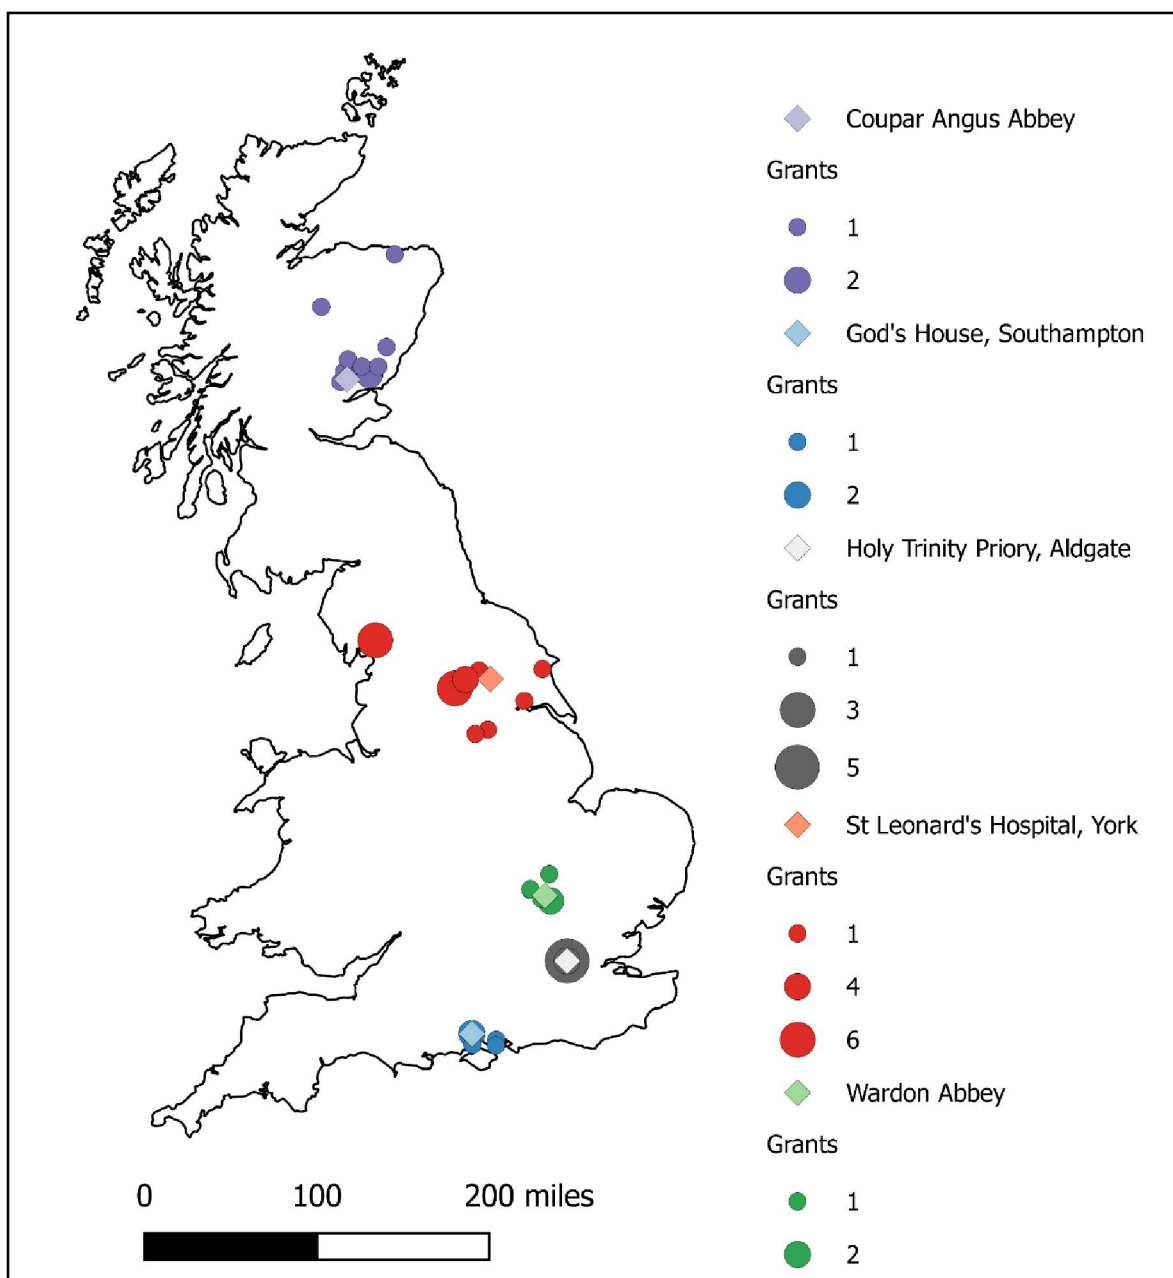 Coupar Angus Abbey
Grants
1
2
God's House, Southampton
Grants
1
2
Holy Trinity Priory, Aldgate
Grants
1
3
5
St Leonard's Hospital, York
Grants
1
4
6
Wardon Abbey
Grants
1
2
0 100 200 miles